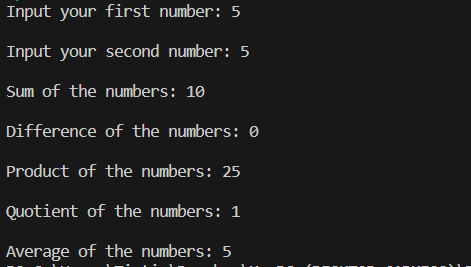 Input your first number: 5
Input your second number: 5
Sum of the numbers: 10
Difference of the numbers: 0
Product of the numbers: 25
Quotient of the numbers: 1
Average of the numbers: 5